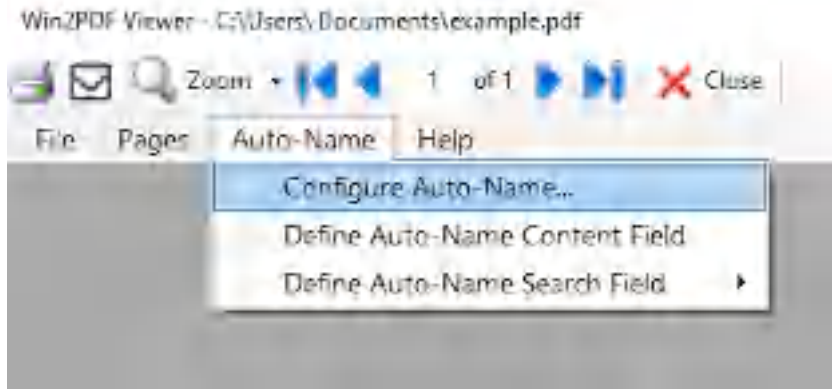 Win2PDF Viewer - C:\Users\Documents\example.pdf
Zoom 1 of 1 Close
File Pages Auto-Name Help
Configure Auto-Name...
Define Auto-Name Content Field
Define Auto-Name Search Field